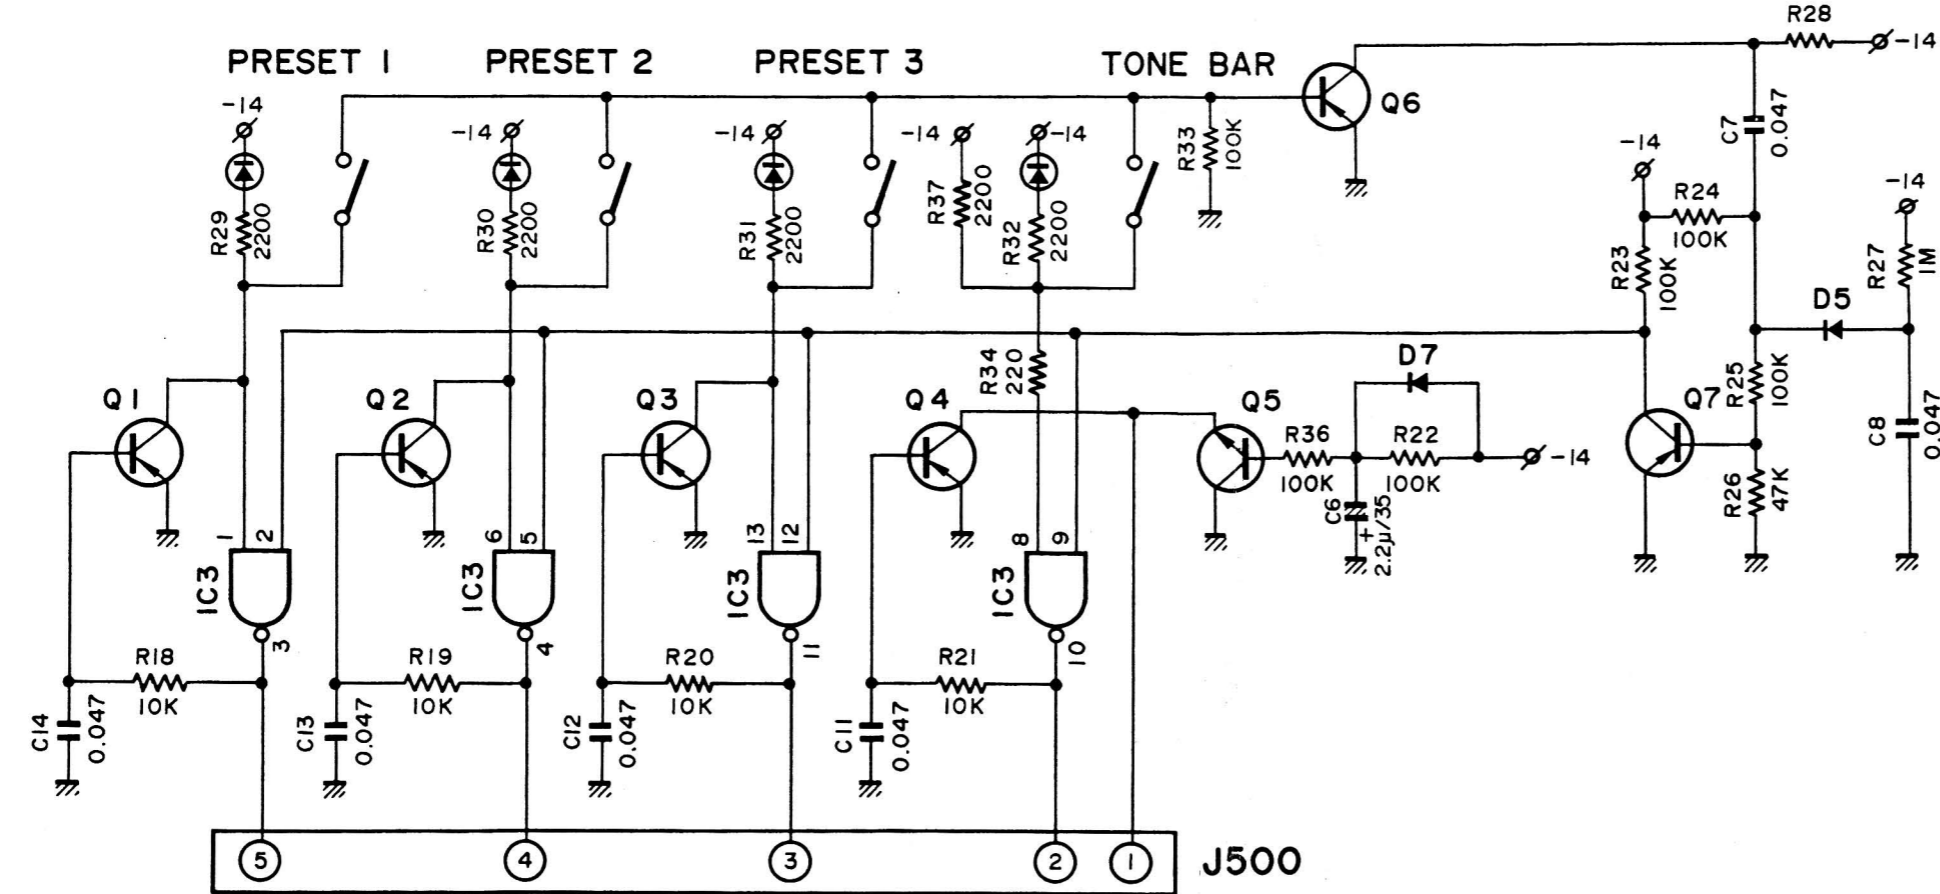 R28
-14
PRESET 1
PRESET 2
PRESET 3
TONE BAR
Q6
C7
0.047
-14
-14
-14
-14
-14
R33
100K
-14
R24
100K
-14
R29
2200
R30
2200
R31
2200
R37
2200
R32
2200
R23
100K
R27
1M
D5
R34
220
D7
R25
100K
Q1
Q2
Q3
Q4
Q5
Q7
R36
100K
R22
100K
-14
C8
0.047
R26
47K
C6
+
2.2μ/35
1
2
6
5
13
12
8
9
IC3
IC3
IC3
IC3
3
4
11
10
R18
10K
R19
10K
R20
10K
R21
10K
C14
0.047
C13
0.047
C12
0.047
C11
0.047
5
4
3
2
1
J500